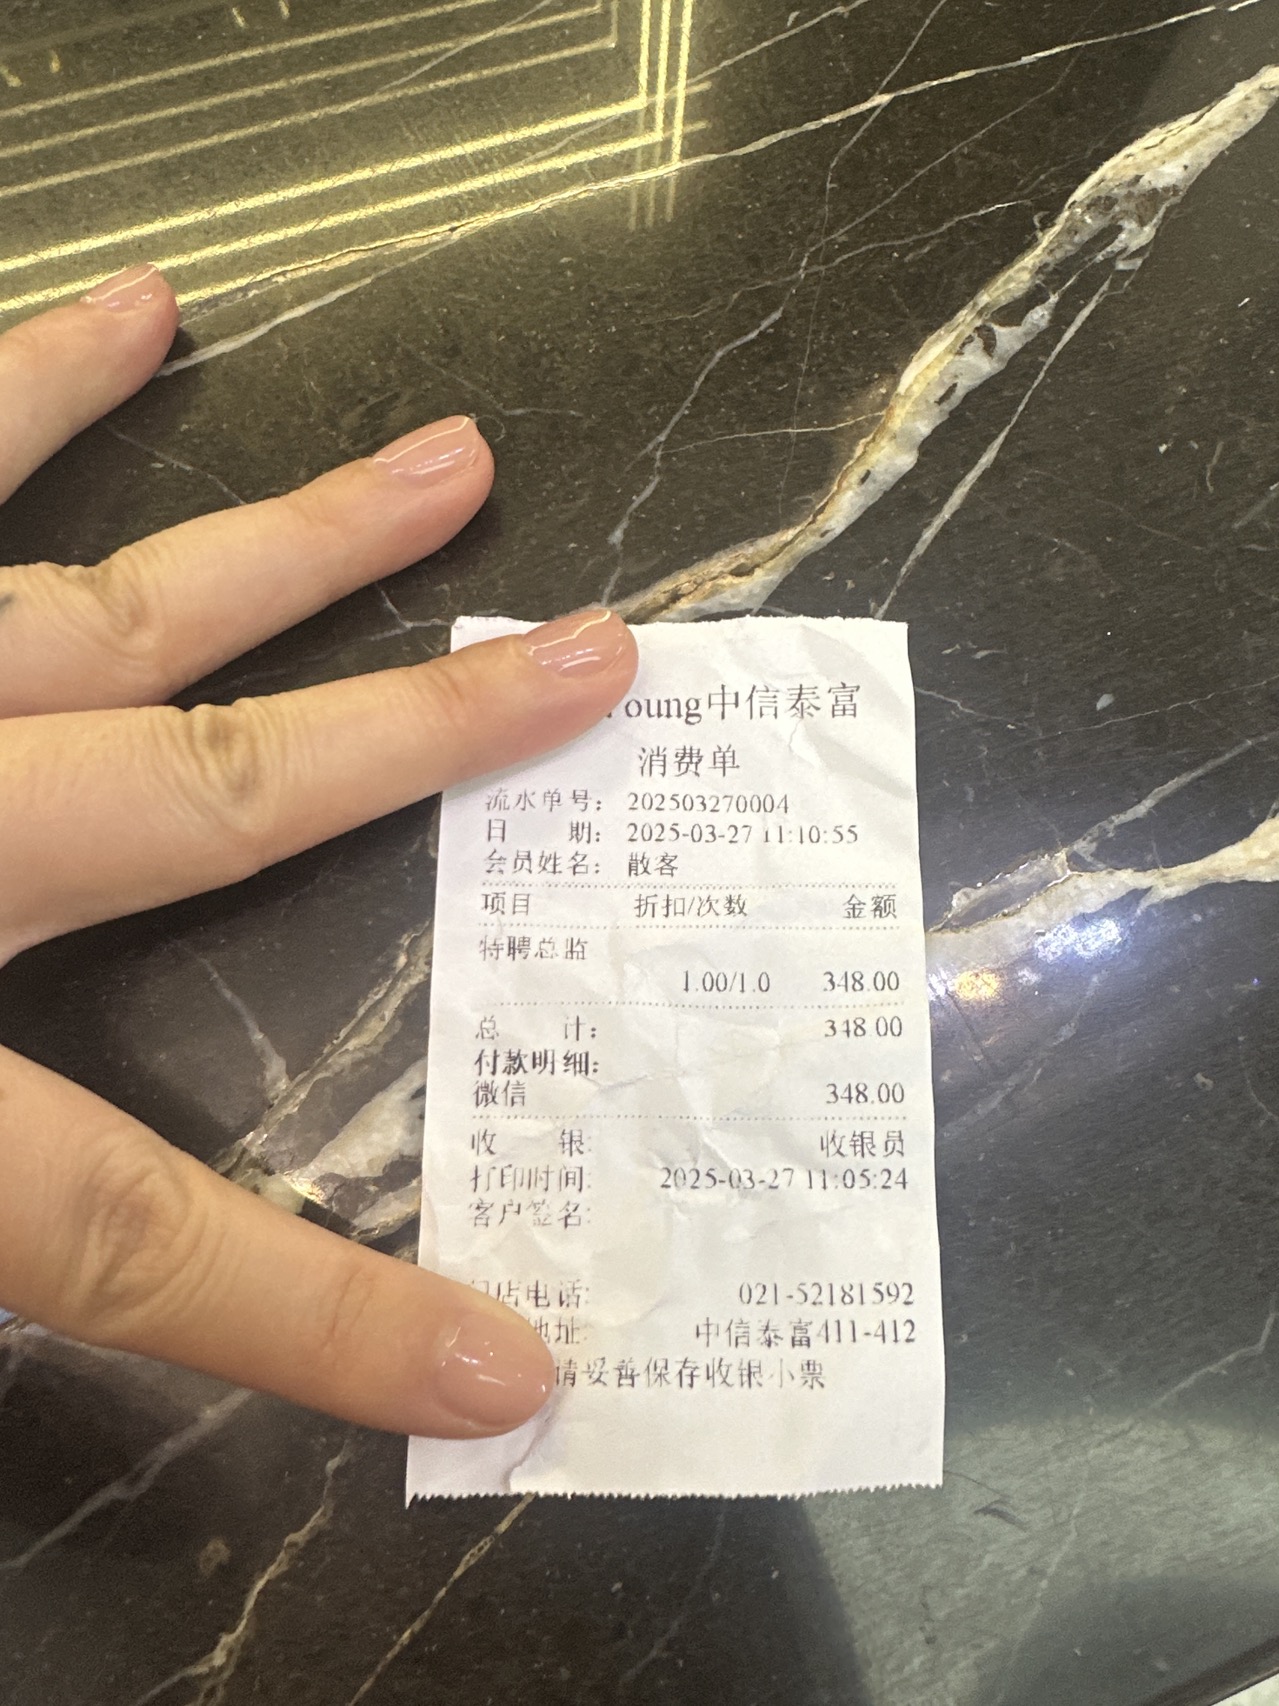 oung中信泰富
消费单
流水单号： 202503270004
日 期： 2025-03-27 11:10:55
会员姓名： 散客
项目 折扣/次数 金额
特聘总监
1.00/1.0 348.00
总 计： 348.00
付款明细：
微信 348.00
收 银: 收银员
打印时间: 2025-03-27 11:05:24
客户签名:
店电话: 021-52181592
地址: 中信泰富411-412
请妥善保存收银小票